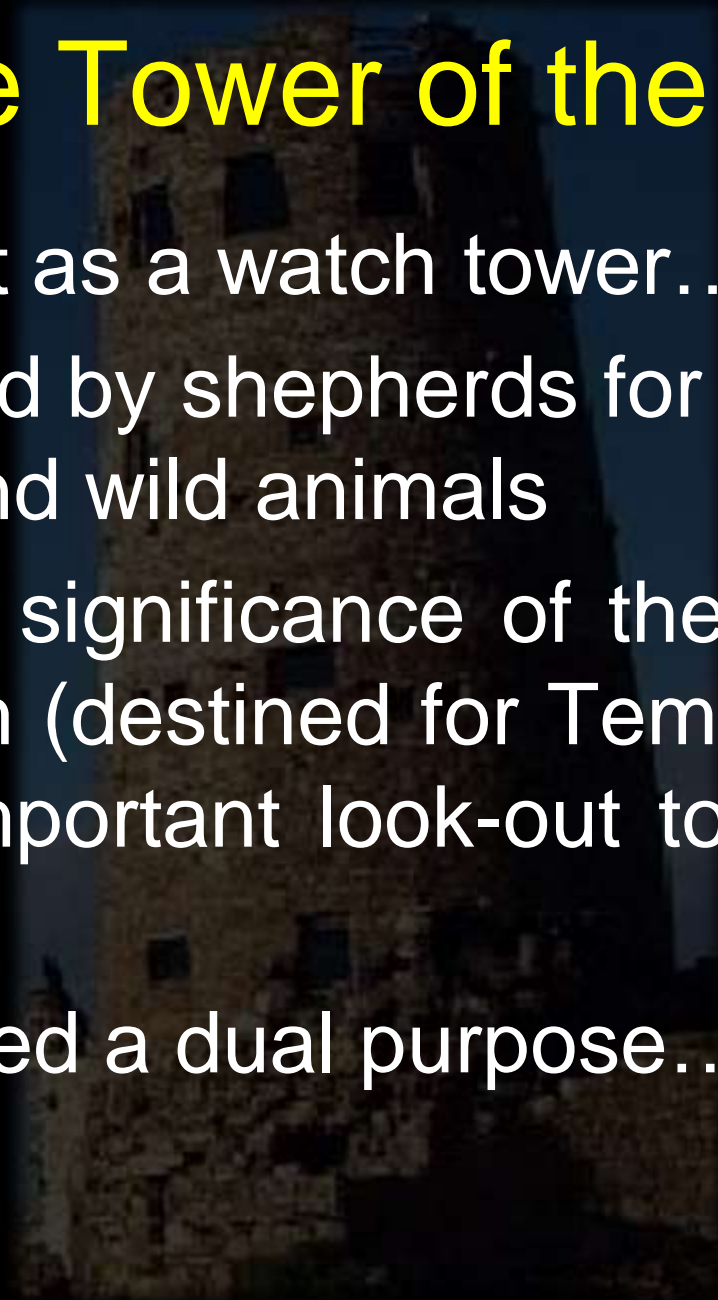 e Tower of the
t as a watch tower…
d by shepherds for
nd wild animals
significance of the
n (destined for Tem
mportant look-out to
ed a dual purpose…